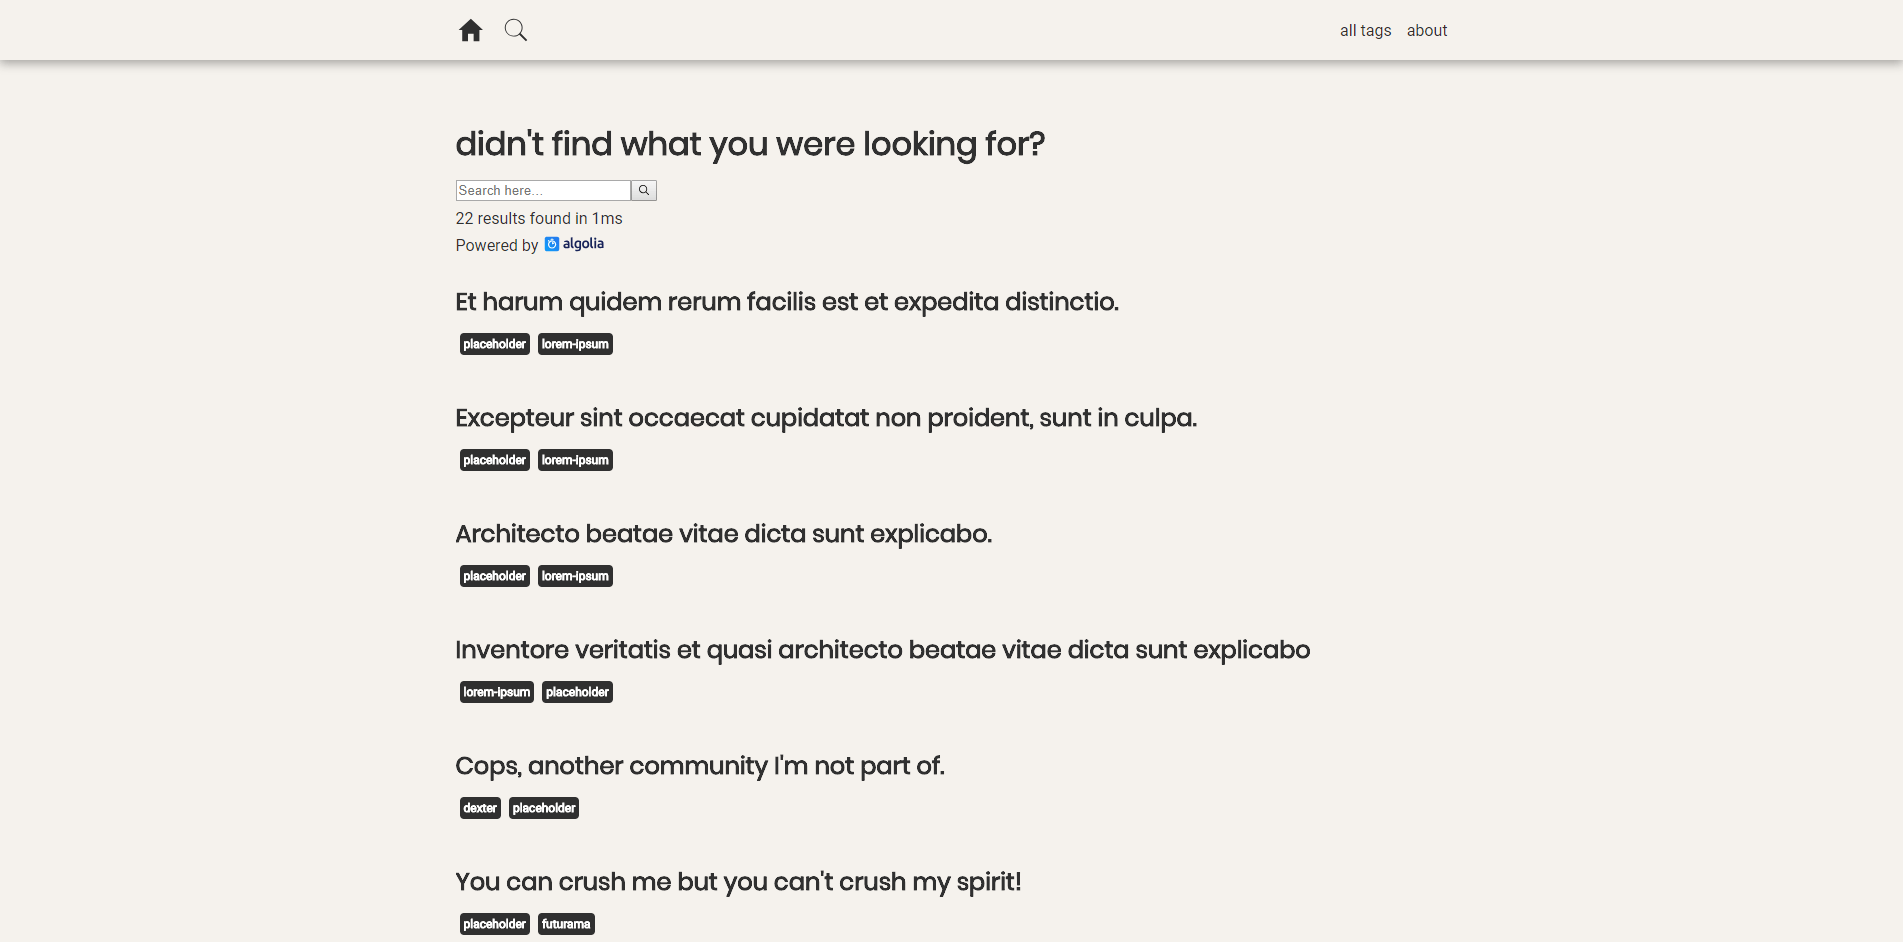 all tags about
didn't find what you were looking for?
Search here...
22 results found in 1ms
Powered by algolia
Et harum quidem rerum facilis est et expedita distinctio.
placeholder lorem-ipsum
Excepteur sint occaecat cupidatat non proident, sunt in culpa.
placeholder lorem-ipsum
Architecto beatae vitae dicta sunt explicabo.
placeholder lorem-ipsum
Inventore veritatis et quasi architecto beatae vitae dicta sunt explicabo
lorem-ipsum placeholder
Cops, another community I'm not part of.
dexter placeholder
You can crush me but you can't crush my spirit!
placeholder futurama